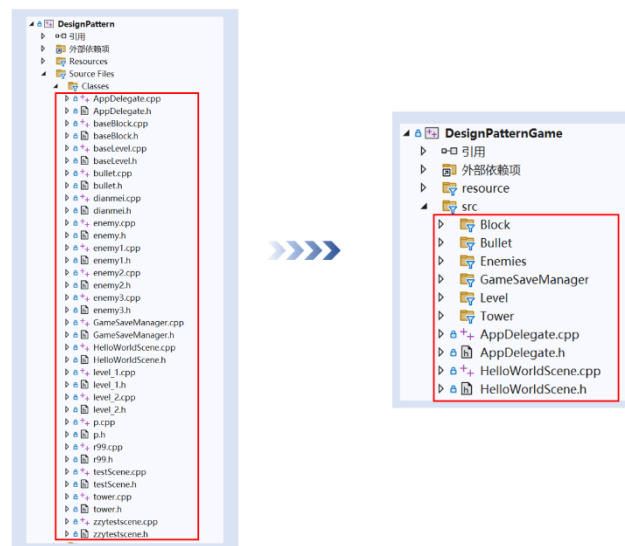 DesignPattern
引用
外部依赖项
Resources
Source Files
Classes
AppDelegate.cpp
AppDelegate.h
baseBlock.cpp
baseBlock.h
baseLevel.cpp
baseLevel.h
bullet.cpp
bullet.h
dianmei.cpp
dianmei.h
enemy.cpp
enemy.h
enemy1.cpp
enemy1.h
enemy2.cpp
enemy2.h
enemy3.cpp
enemy3.h
GameSaveManager.cpp
GameSaveManager.h
HelloWorldScene.cpp
HelloWorldScene.h
level_1.cpp
level_1.h
level_2.cpp
level_2.h
p.cpp
p.h
r99.cpp
r99.h
testScene.cpp
testScene.h
tower.cpp
tower.h
zzytestscene.cpp
zzytestscene.h
DesignPatternGame
引用
外部依赖项
resource
src
Block
Bullet
Enemies
GameSaveManager
Level
Tower
AppDelegate.cpp
AppDelegate.h
HelloWorldScene.cpp
HelloWorldScene.h